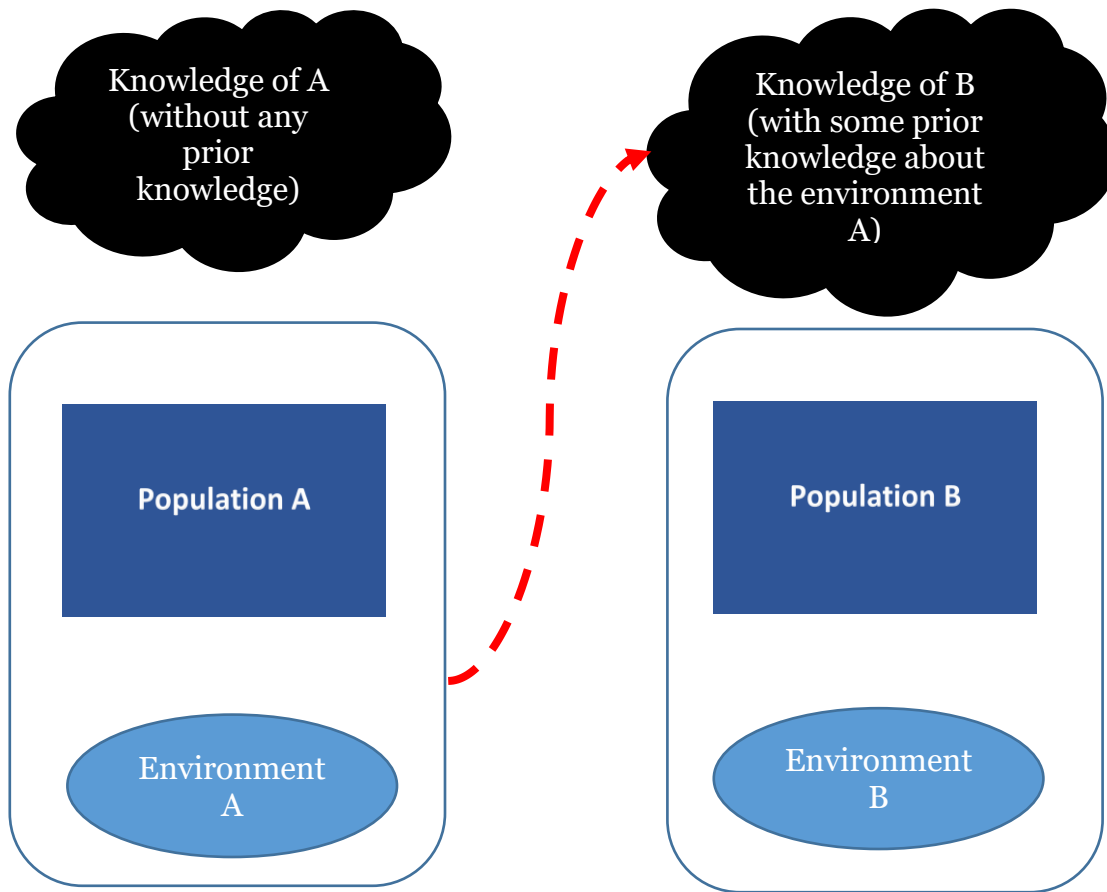 Knowledge of A
(without any
prior
knowledge)
Knowledge of B
(with some prior
knowledge about
the environment
A)
Population A
Population B
Environment
A
Environment
B